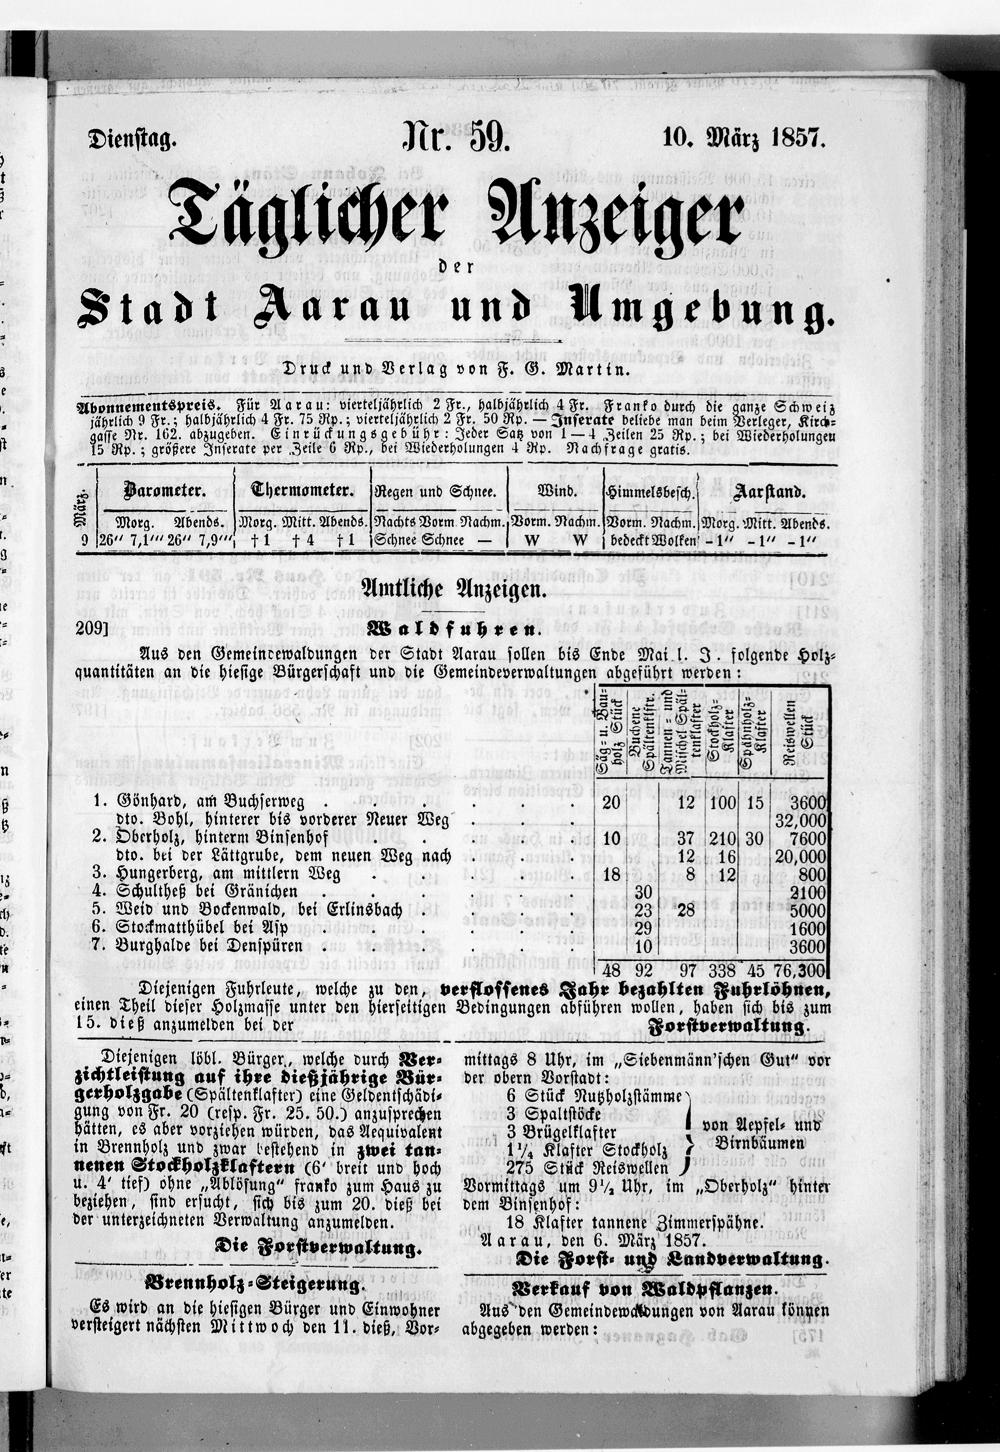 Dienstag. Nr. 59. 10. März 1857.
Täglicher Anzeiger
der
Stadt Aarau und Umgebung.
Druck und Verlag von F. G. Martin.
Abonnementspreis. Für Aarau: vierteljährlich 2 Fr., halbjährlich 4 Fr. Franko durch die ganze Schweiz
jährlich 9 Fr.; halbjährlich 4 Fr. 75 Rp.; vierteljährlich 2 Fr. 50 Rp. — Inserate beliebe man beim Verleger, Kirch-
gasse Nr. 162. abzugeben. Einrückungsgebühr: Jeder Satz von 1—4 Zeilen 25 Rp.; bei Wiederholungen
15 Rp.; größere Inserate per Zeile 6 Rp., bei Wiederholungen 4 Rp. Nachfrage gratis.
März. Barometer. Thermometer. Regen und Schnee. Wind. Himmelsbesch. Aarstand.
Morg. Abends. Morg. Mitt. Abends. Nachts Vorm. Nachm. Vorm. Nachm. Vorm. Nachm. Morg. Mitt. Abends.
9 26″ 7,1‴ 26″ 7,9‴ †1 †4 †1 Schnee Schnee — W W bedeckt Wolken -1″ -1″ -1″
Amtliche Anzeigen.
209] Waldfuhren.
Aus den Gemeindewaldungen der Stadt Aarau sollen bis Ende Mai l. J. folgende Holz-
quantitäten an die hiesige Bürgerschaft und die Gemeindeverwaltungen abgeführt werden:
Säg- u. Bau-
holz Stück
Buchene
Spältenklftr.
Tannen- und
Mischel Späl-
tenklafter
Stockholz-
Klafter
Spähnholz-
Klafter
Reiswellen
Stück
1. Gönhard, am Buchserweg . . . . . . 20 12 100 15 3600
dto. Bohl, hinterer bis vorderer Neuer Weg . . . 32,000
2. Oberholz, hinterm Binsenhof . . . . . 10 37 210 30 7600
dto. bei der Lättgrube, dem neuen Weg nach . . . 12 16 20,000
3. Hungerberg, am mittlern Weg . . . . . 18 8 12 800
4. Schultheß bei Gränichen . . . . . . 30 2100
5. Weid und Bockenwald, bei Erlinsbach . . . . 23 28 5000
6. Stockmatthübel bei Asp . . . . . . 29 1600
7. Burghalde bei Denspüren . . . . . . 10 3600
48 92 97 338 45 76,300
Diejenigen Fuhrleute, welche zu den, verflossenes Jahr bezahlten Fuhrlöhnen,
einen Theil dieser Holzmasse unter den hierseitigen Bedingungen abführen wollen, haben sich bis zum
15. dieß anzumelden bei der Forstverwaltung.
Diejenigen löbl. Bürger, welche durch Ver-
zichtleistung auf ihre dießjährige Bür-
gerholzgabe (Spältenklafter) eine Geldentschädi-
gung von Fr. 20 (resp. Fr. 25. 50.) anzusprechen
hätten, es aber vorziehen würden, das Aequivalent
in Brennholz und zwar bestehend in zwei tan-
nenen Stockholzklaftern (6′ breit und hoch
u. 4′ tief) ohne „Ablösung“ franko zum Haus zu
beziehen, sind ersucht, sich bis zum 20. dieß bei
der unterzeichneten Verwaltung anzumelden.
Die Forstverwaltung.
Brennholz-Steigerung.
Es wird an die hiesigen Bürger und Einwohner
versteigert nächsten Mittwoch den 11. dieß, Vor-
mittags 8 Uhr, im „Siebenmänn'schen Gut“ vor
der obern Vorstadt:
6 Stück Nutzholzstämme
3 Spaltstöcke
3 Brügelklafter
1¼ Klafter Stockholz
275 Stück Reiswellen
von Aepfel- und
Birnbäumen
Vormittags um 9½ Uhr, im „Oberholz“ hinter
dem Binsenhof:
18 Klafter tannene Zimmerspähne.
Aarau, den 6. März 1857.
Die Forst- und Landverwaltung.
Verkauf von Waldpflanzen.
Aus den Gemeindewaldungen von Aarau können
abgegeben werden: